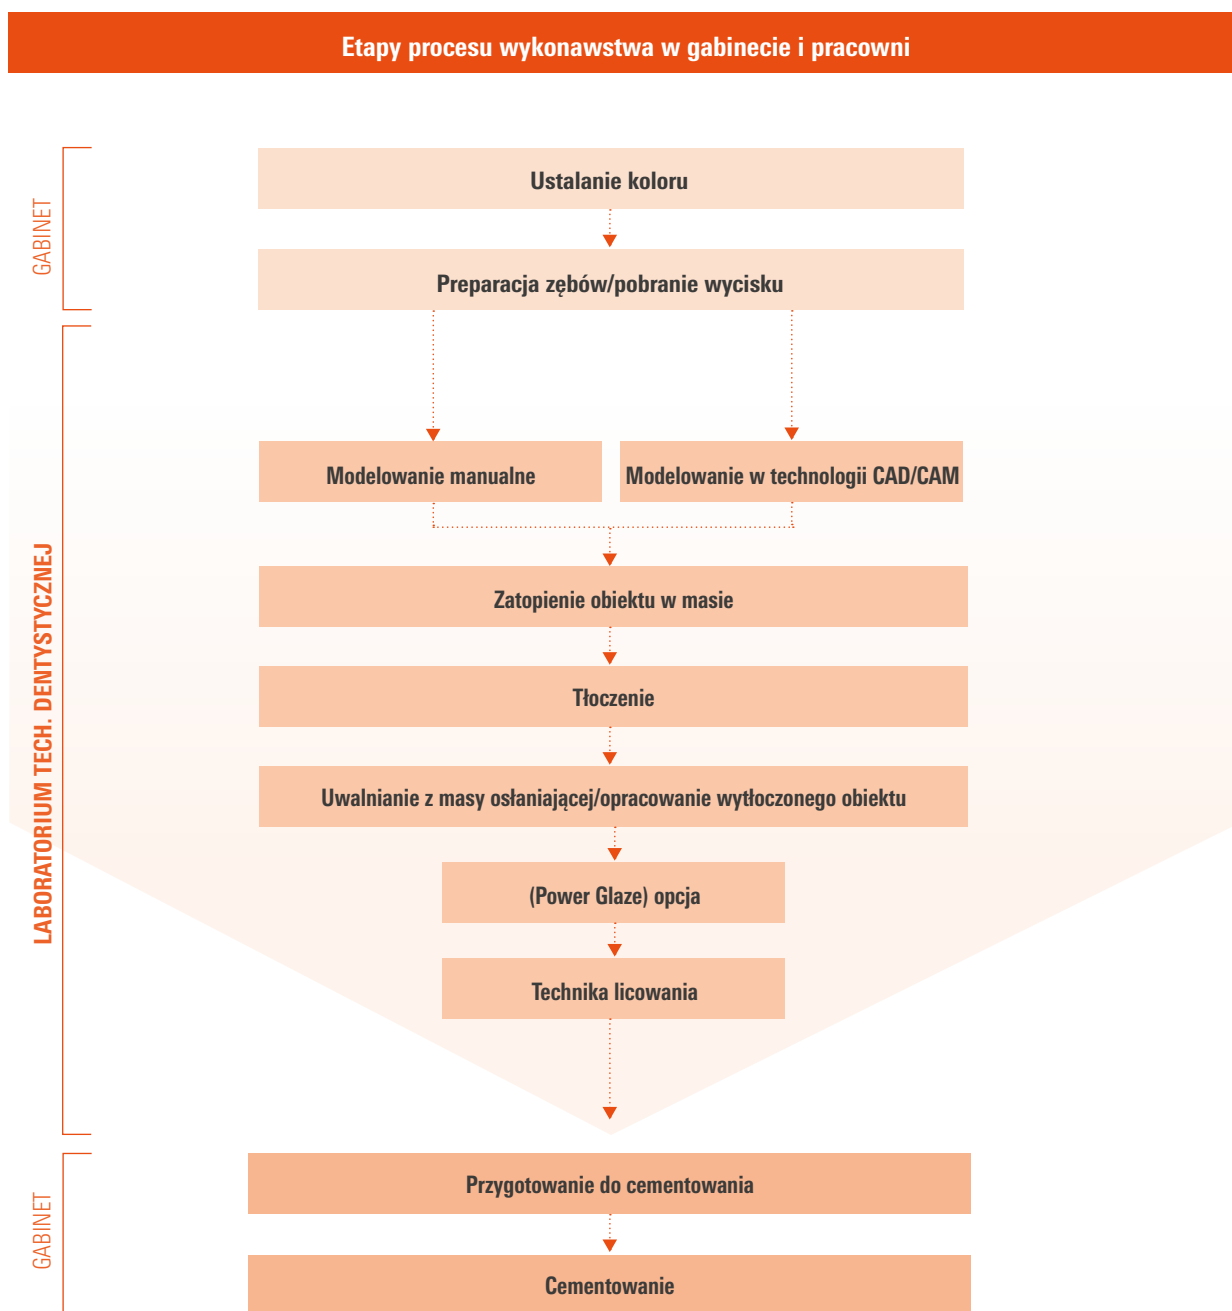 Etapy procesu wykonawstwa w gabinecie i pracowni
GABINET
Ustalanie koloru
Preparacja zębów/pobranie wycisku
LABORATORIUM TECH. DENTYSTYCZNEJ
Modelowanie manualne
Modelowanie w technologii CAD/CAM
Zatopienie obiektu w masie
Tłoczenie
Uwalnianie z masy osłaniającej/opracowanie wytłoczonego obiektu
(Power Glaze) opcja
Technika licowania
GABINET
Przygotowanie do cementowania
Cementowanie